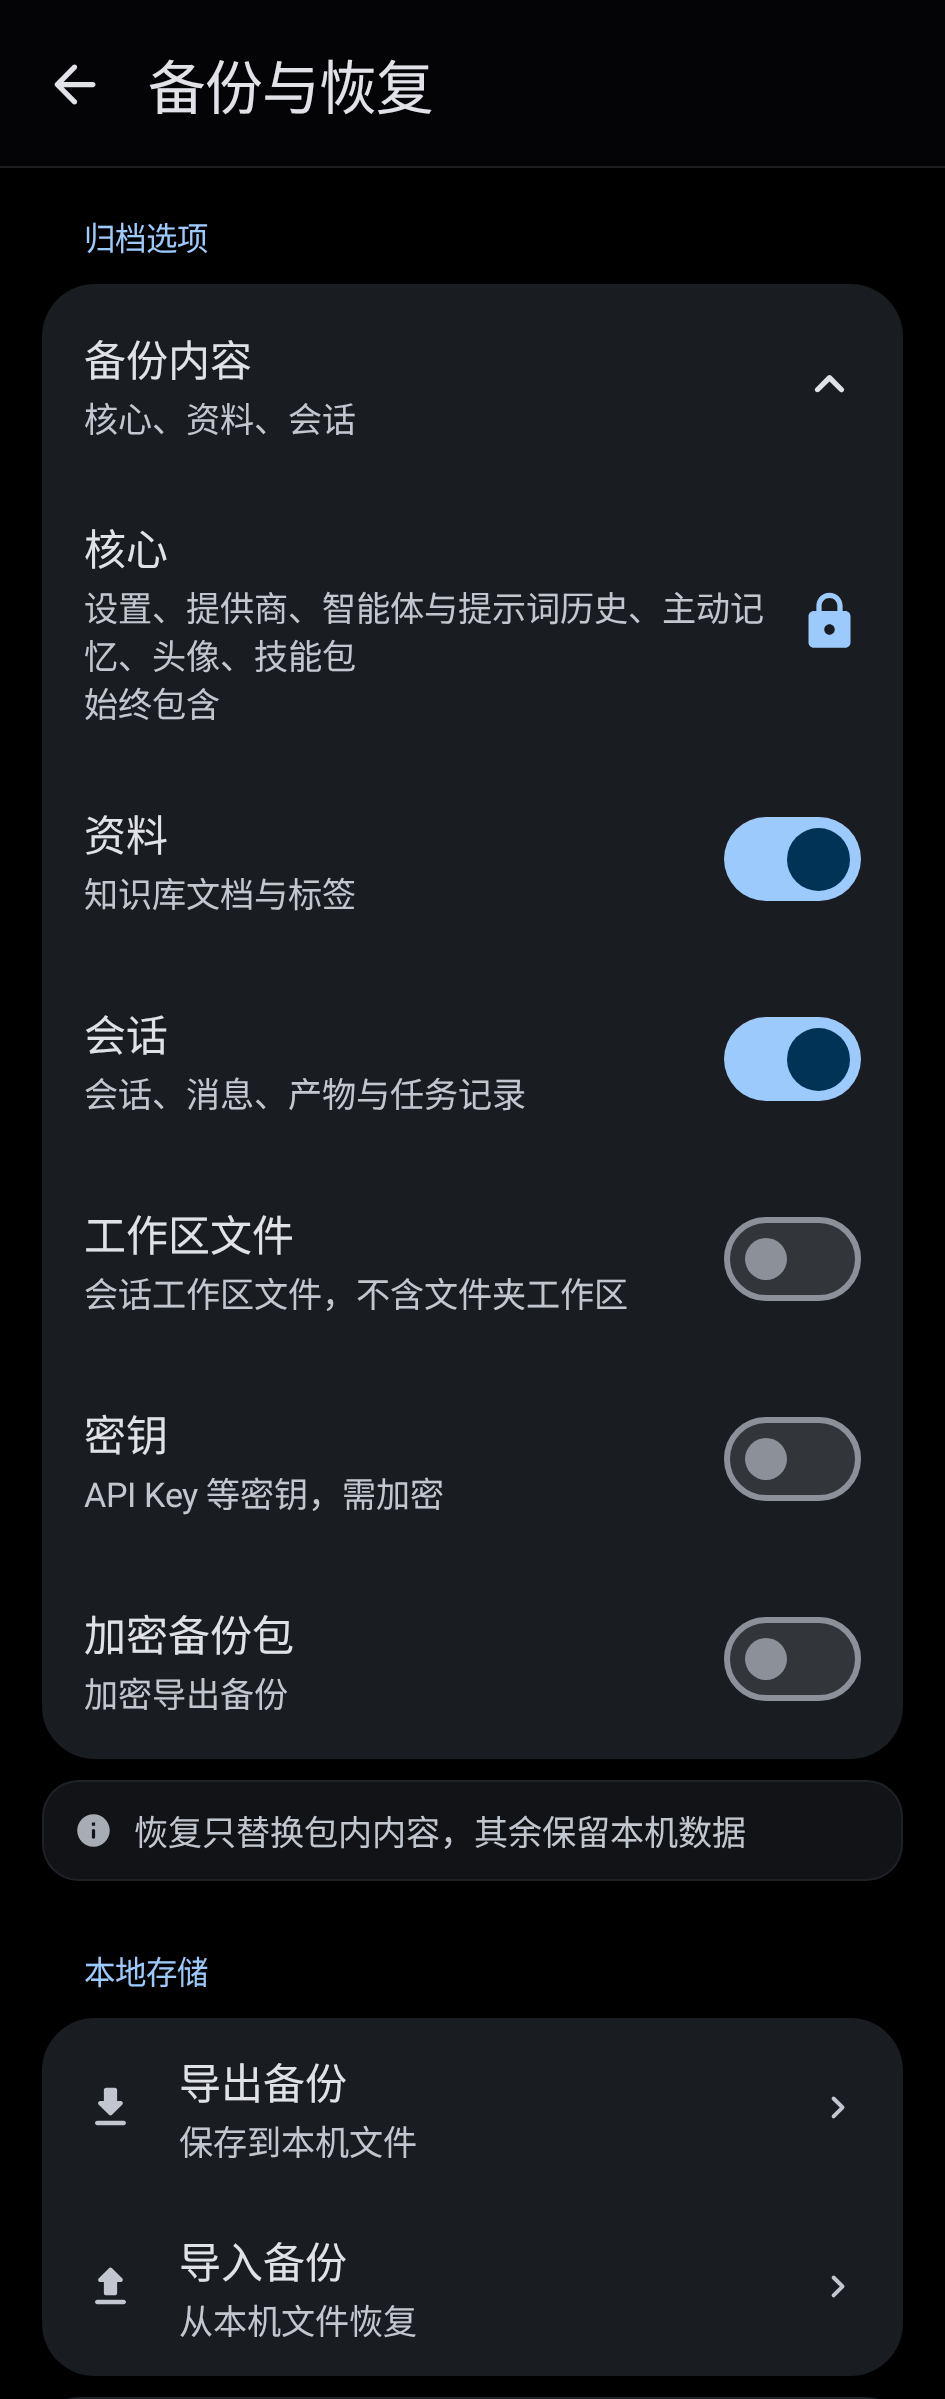 备份与恢复
归档选项
备份内容
核心、资料、会话
核心
设置、提供商、智能体与提示词历史、主动记
忆、头像、技能包
始终包含
资料
知识库文档与标签
会话
会话、消息、产物与任务记录
工作区文件
会话工作区文件，不含文件夹工作区
密钥
API Key 等密钥，需加密
加密备份包
加密导出备份
恢复只替换包内内容，其余保留本机数据
本地存储
导出备份
保存到本机文件
导入备份
从本机文件恢复